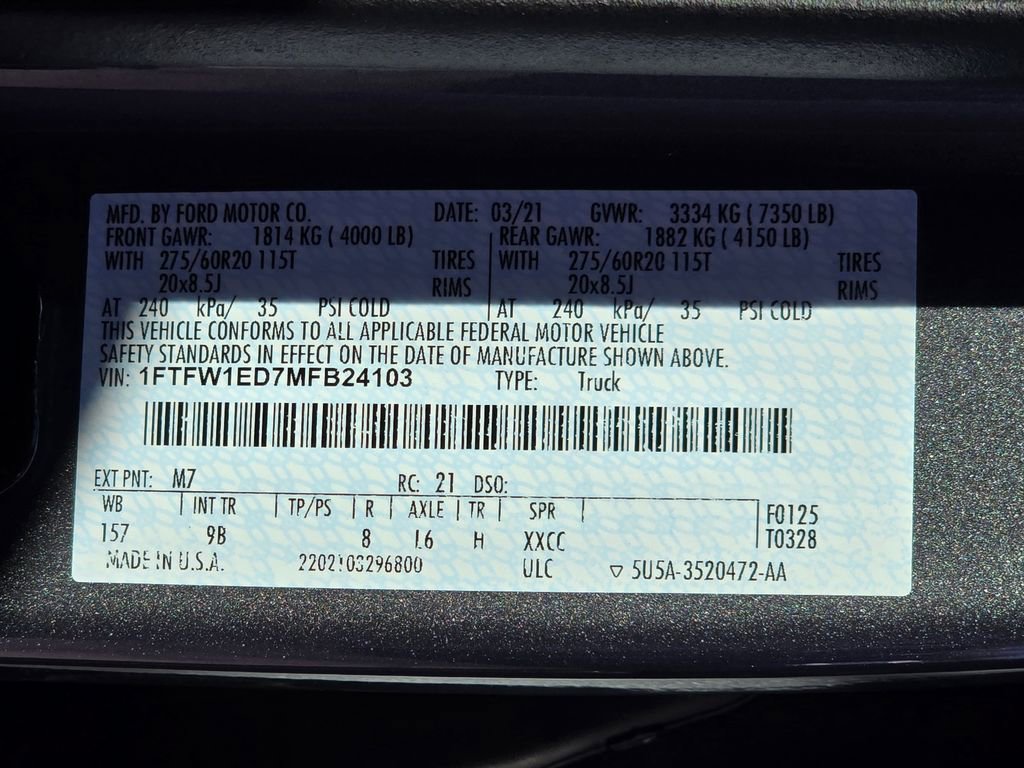 MFD. BY FORD MOTOR CO. DATE: 03/21 GVWR: 3334 KG ( 7350 LB)
FRONT GAWR: 1814 KG ( 4000 LB) REAR GAWR: 1882 KG ( 4150 LB)
WITH 275/60R20 115T TIRES WITH 275/60R20 115T TIRES
20x8.5J RIMS 20x8.5J RIMS
AT 240 kPa/ 35 PSI COLD AT 240 kPa/ 35 PSI COLD
THIS VEHICLE CONFORMS TO ALL APPLICABLE FEDERAL MOTOR VEHICLE
SAFETY STANDARDS IN EFFECT ON THE DATE OF MANUFACTURE SHOWN ABOVE.
VIN: 1FTFW1ED7MFB24103 TYPE: Truck
EXT PNT: M7 RC: 21 DSO:
WB INT TR TP/PS R AXLE TR SPR F0125
157 9B 8 L6 H XXCC T0328
MADE IN U.S.A. ULC 5U5A-3520472-AA